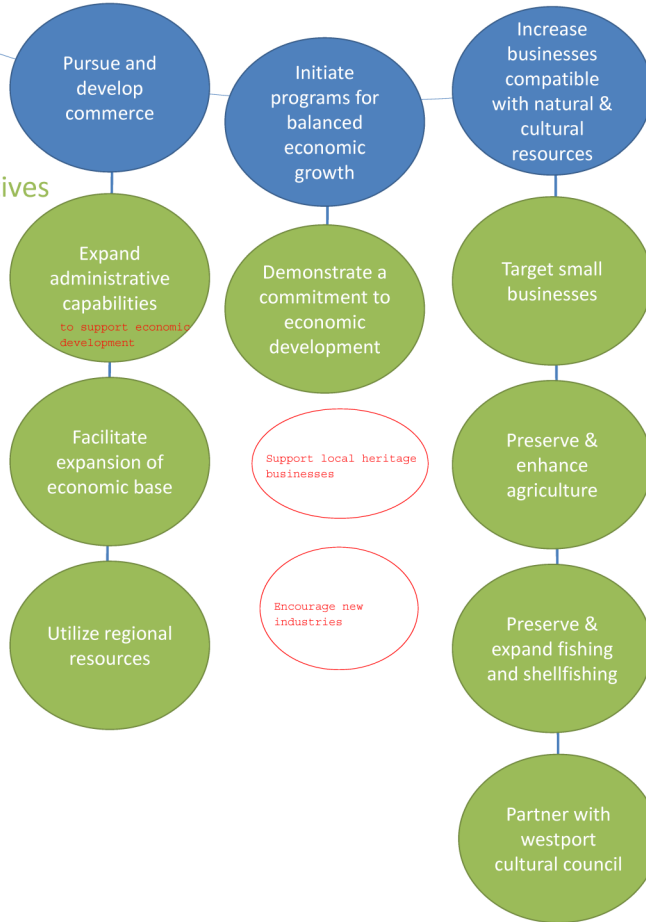 Pursue and
develop
commerce
Initiate
programs for
balanced
economic
growth
Increase
businesses
compatible
with natural &
cultural
resources
ives
Expand
administrative
capabilities
to support economic
development
Demonstrate a
commitment to
economic
development
Target small
businesses
Facilitate
expansion of
economic base
Support local heritage
businesses
Preserve &
enhance
agriculture
Utilize regional
resources
Encourage new
industries
Preserve &
expand fishing
and shellfishing
Partner with
westport
cultural council